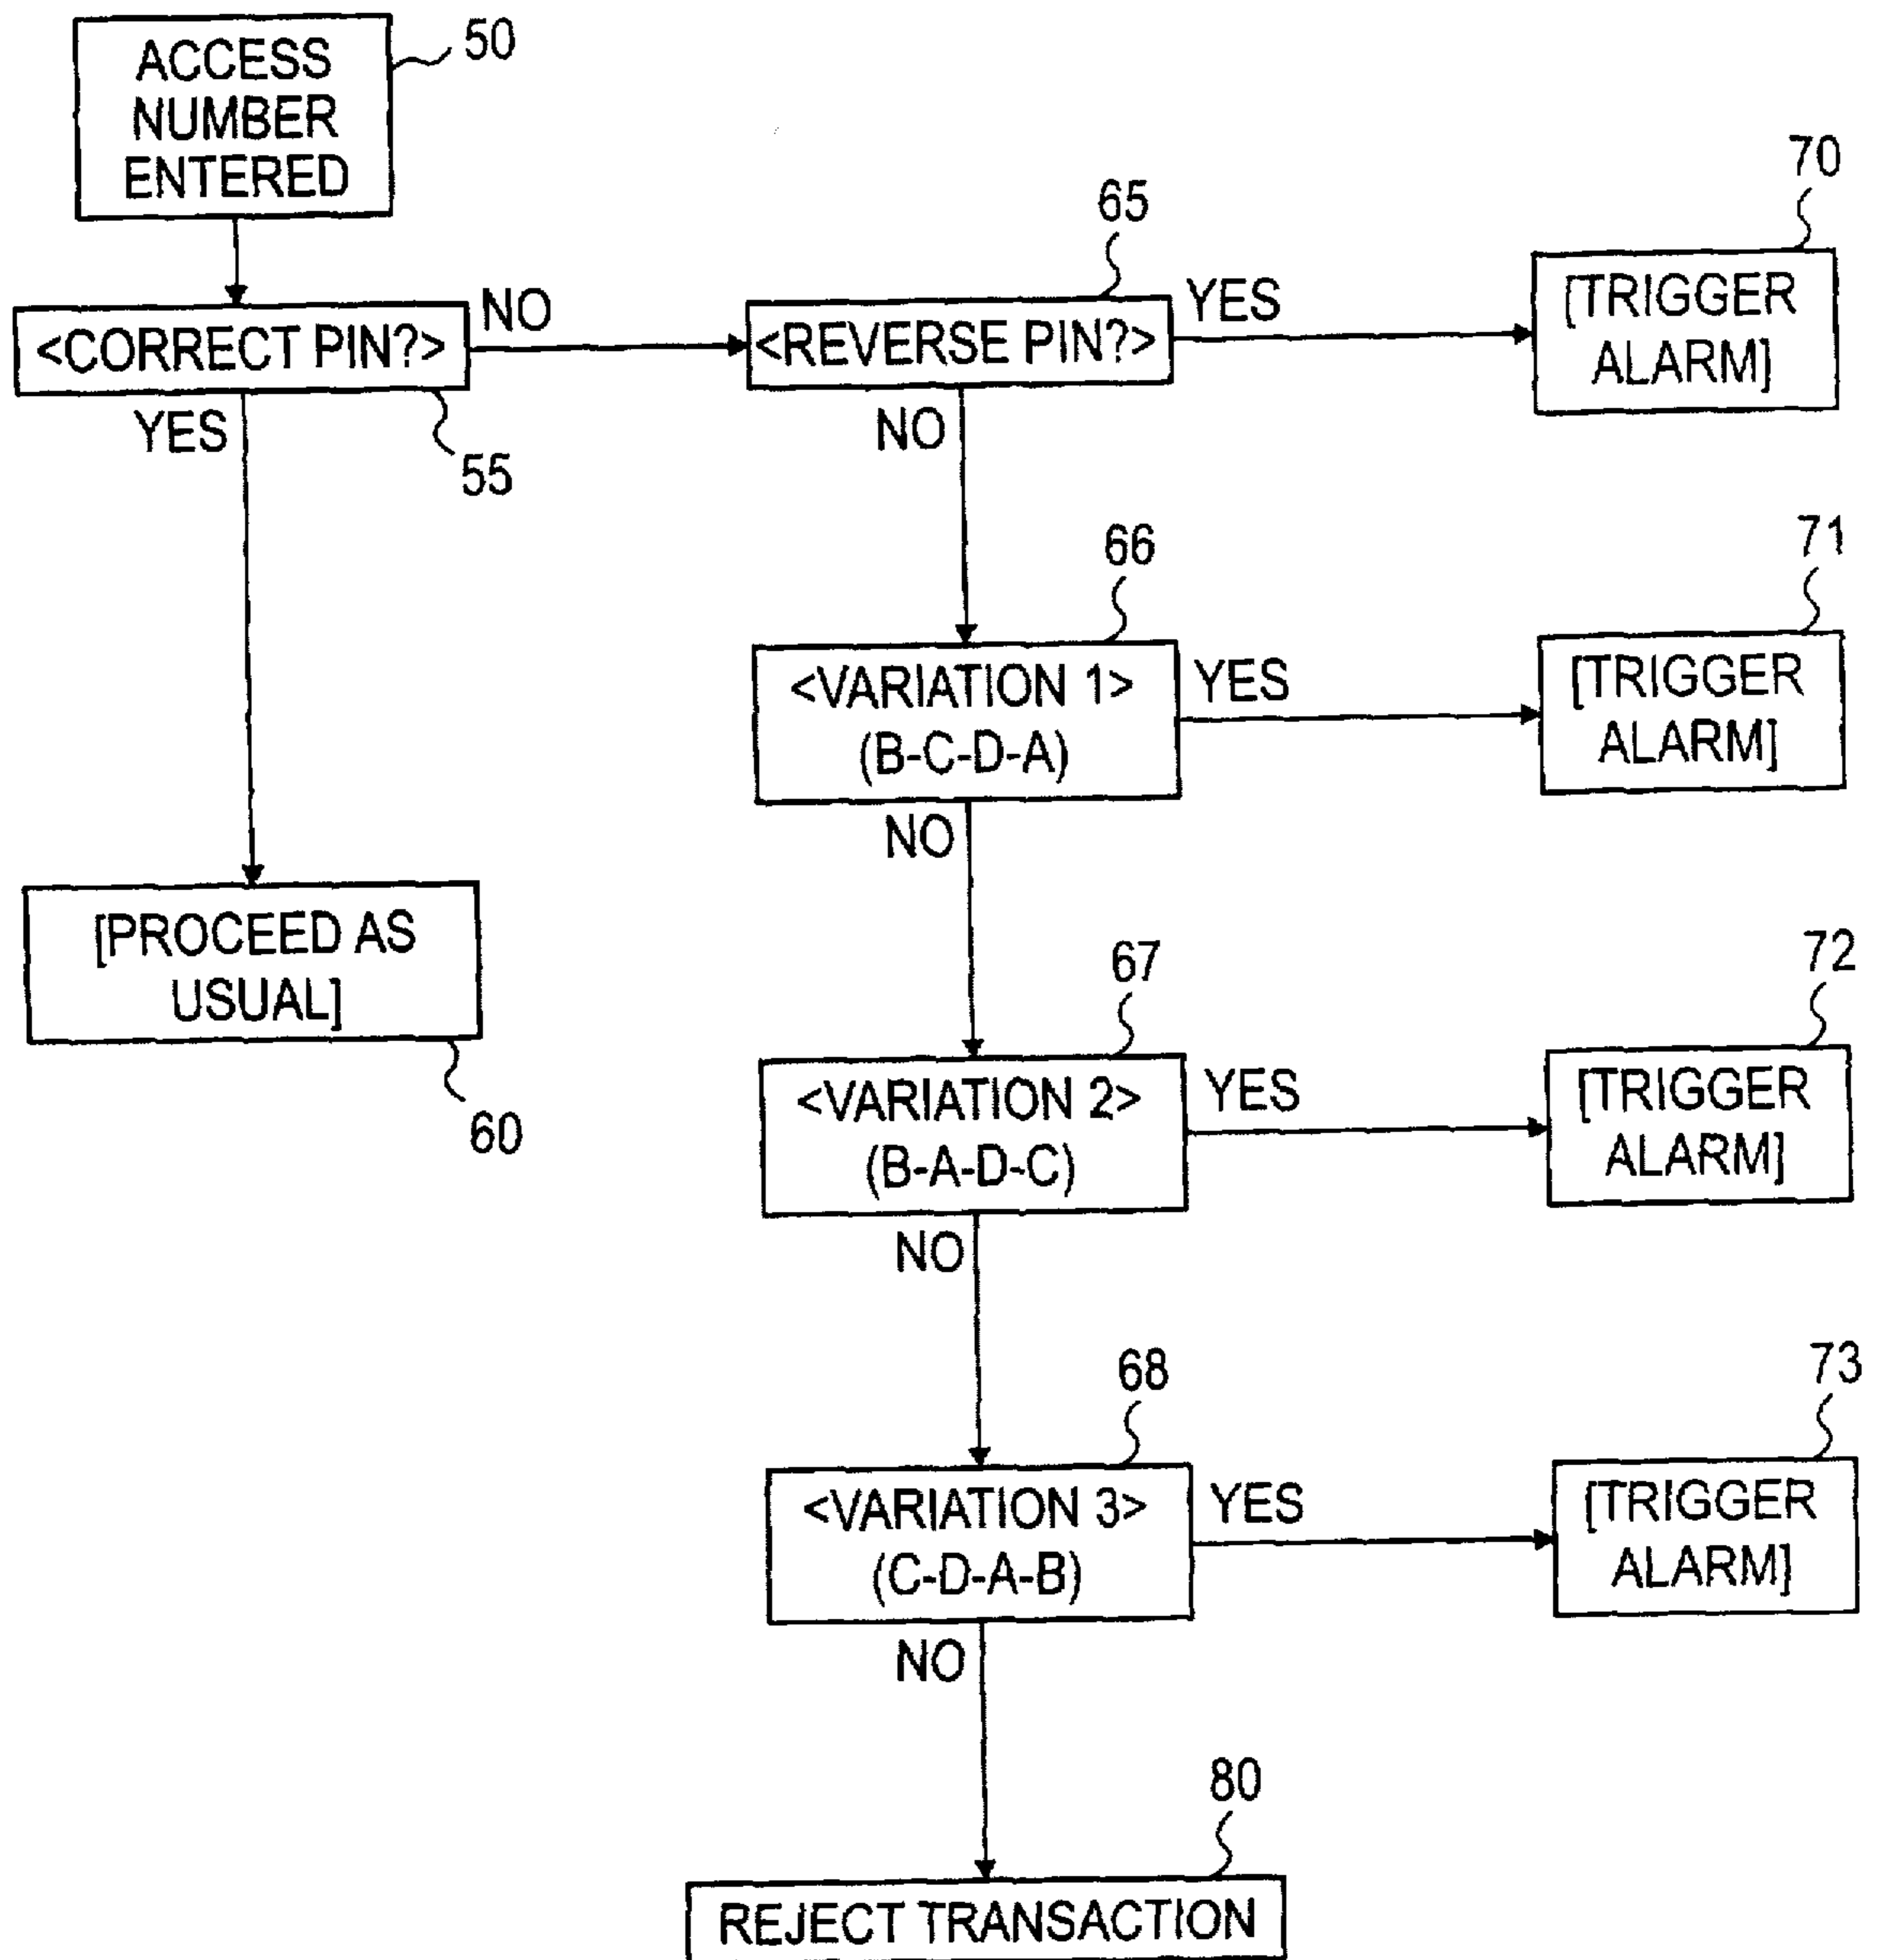 ACCESS
NUMBER
ENTERED
50
<CORRECT PIN?>
NO
YES
55
<REVERSE PIN?>
65
YES
NO
[TRIGGER
ALARM]
70
<VARIATION 1>
(B-C-D-A)
66
YES
NO
[TRIGGER
ALARM]
71
[PROCEED AS
USUAL]
60
<VARIATION 2>
(B-A-D-C)
67
YES
NO
[TRIGGER
ALARM]
72
<VARIATION 3>
(C-D-A-B)
68
YES
NO
[TRIGGER
ALARM]
73
80
REJECT TRANSACTION